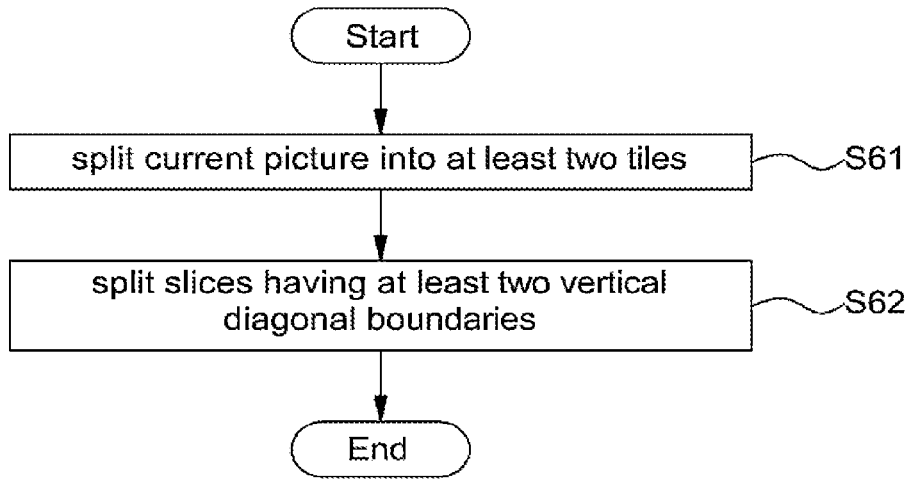 Start
split current picture into at least two tiles
S61
split slices having at least two vertical
diagonal boundaries
S62
End